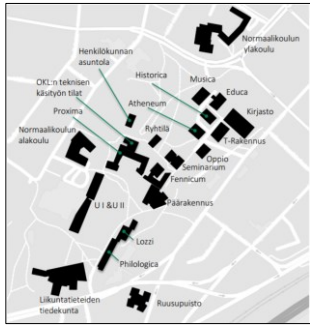 Normaalikoulun
yläkoulu
Henkilökunnan
asuntola
Historica
Musica
Educa
OKL:n teknisen
käsityön tilat
Atheneum
Kirjasto
Proxima
Ryhtilä
T-Rakennus
Normaalikoulun
alakoulu
Oppio
Seminarium
Fennicum
U I &U II
Päärakennus
Lozzi
Philologica
Liikuntatieteiden
tiedekunta
Ruusupuisto